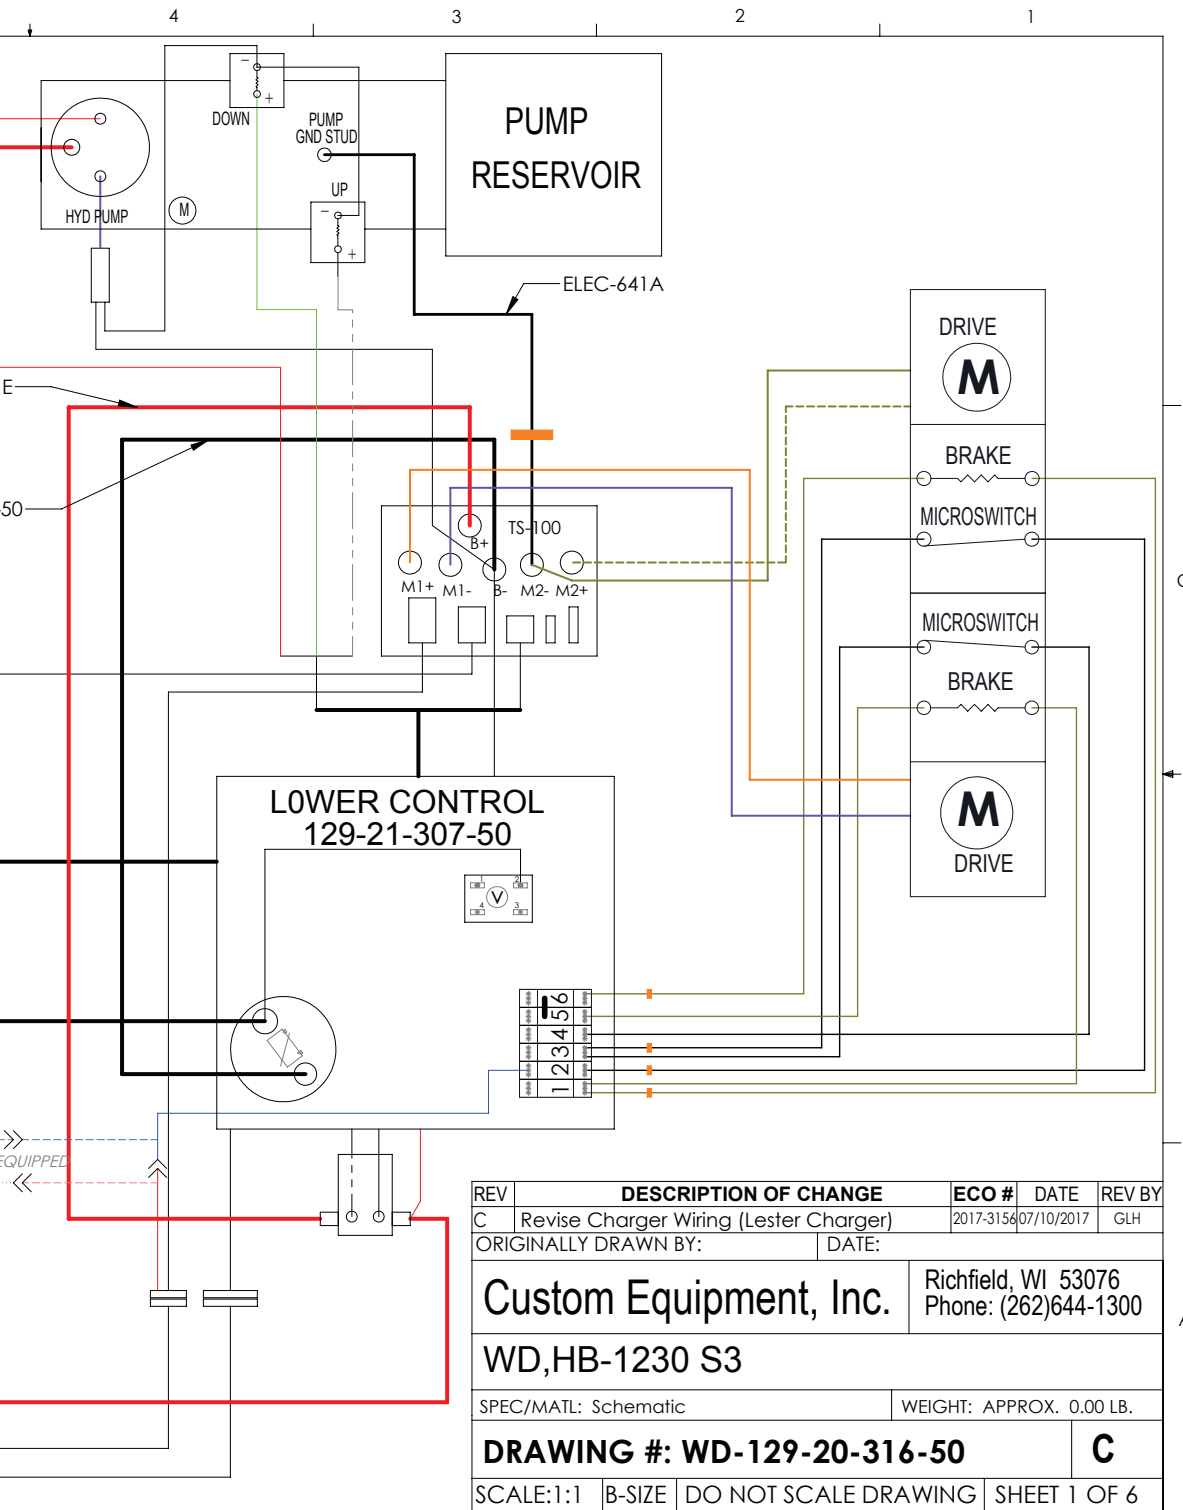 4 3 2 1
DOWN
PUMP
GND STUD
PUMP
RESERVOIR
HYD PUMP
M
UP
ELEC-641A
DRIVE
M
E
BRAKE
-50
MICROSWITCH
TS-100
B+
M1+ M1- B- M2- M2+
MICROSWITCH
BRAKE
L0WER CONTROL
129-21-307-50
M
DRIVE
1 2
V
4 3
1 2 3 4 5 6
EQUIPPED
REV DESCRIPTION OF CHANGE ECO # DATE REV BY
C Revise Charger Wiring (Lester Charger) 2017-3156 07/10/2017 GLH
ORIGINALLY DRAWN BY: DATE:
Custom Equipment, Inc.
Richfield, WI 53076
Phone: (262)644-1300
WD,HB-1230 S3
SPEC/MATL: Schematic WEIGHT: APPROX. 0.00 LB.
DRAWING #: WD-129-20-316-50 C
SCALE:1:1 B-SIZE DO NOT SCALE DRAWING SHEET 1 OF 6